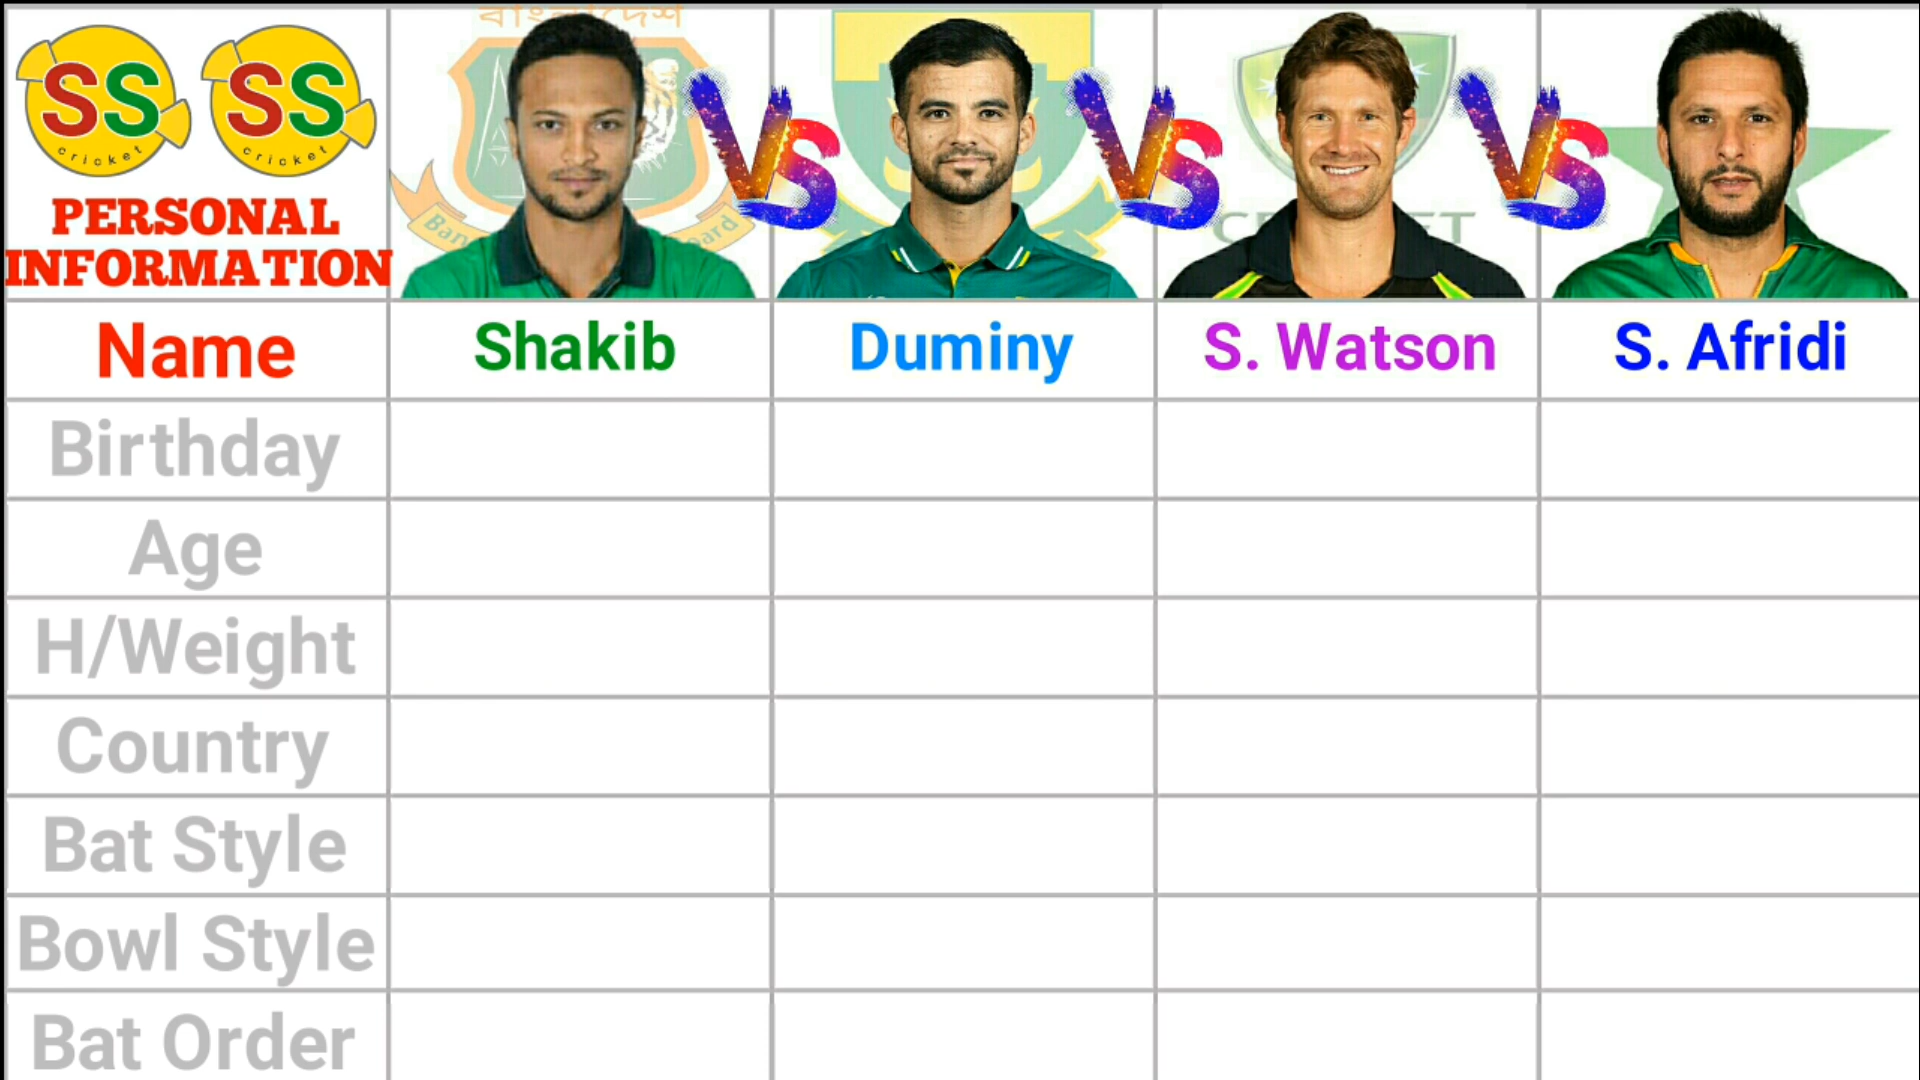 বাংলাদেশ
SS SS
cricket cricket
PERSONAL
INFORMATION
VS VS VS
Name Shakib Duminy S. Watson S. Afridi
Birthday
Age
H/Weight
Country
Bat Style
Bowl Style
Bat Order